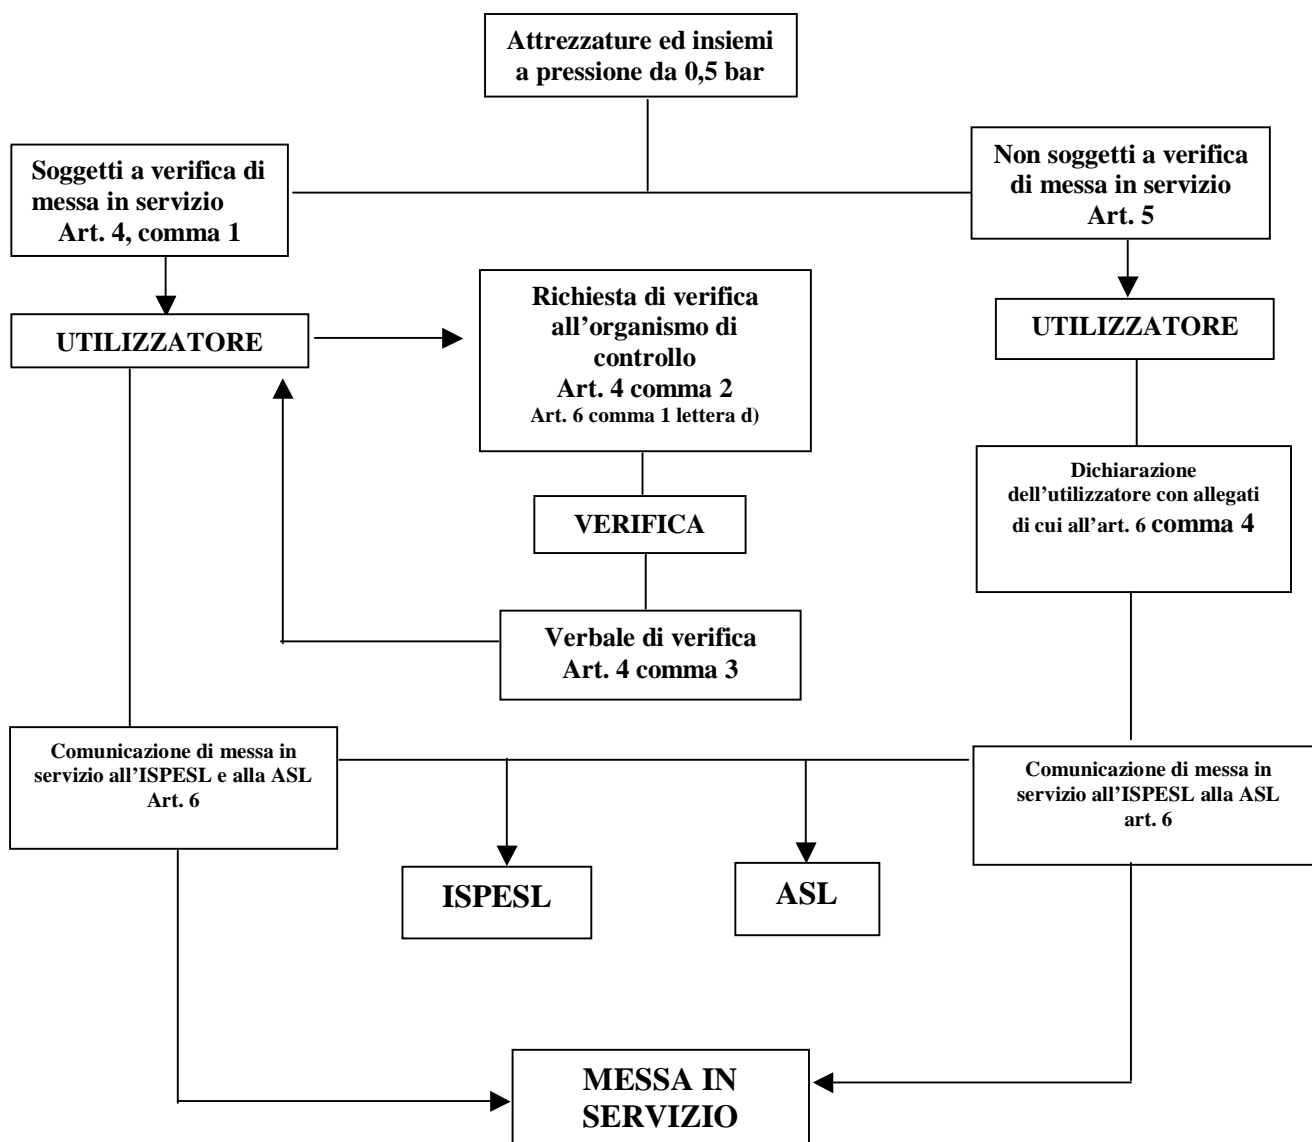 Attrezzature ed insiemi
a pressione da 0,5 bar
Soggetti a verifica di
messa in servizio
Art. 4, comma 1
Non soggetti a verifica
di messa in servizio
Art. 5
UTILIZZATORE
Richiesta di verifica
all’organismo di
controllo
Art. 4 comma 2
Art. 6 comma 1 lettera d)
UTILIZZATORE
VERIFICA
Dichiarazione
dell’utilizzatore con allegati
di cui all’art. 6 comma 4
Verbale di verifica
Art. 4 comma 3
Comunicazione di messa in
servizio all’ISPESL e alla ASL
Art. 6
Comunicazione di messa in
servizio all’ISPESL alla ASL
art. 6
ISPESL
ASL
MESSA IN
SERVIZIO